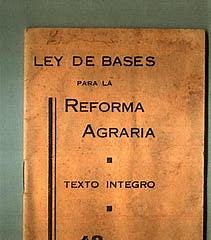 LEY DE BASES
PARA LA
REFORMA
AGRARIA
TEXTO INTEGRO